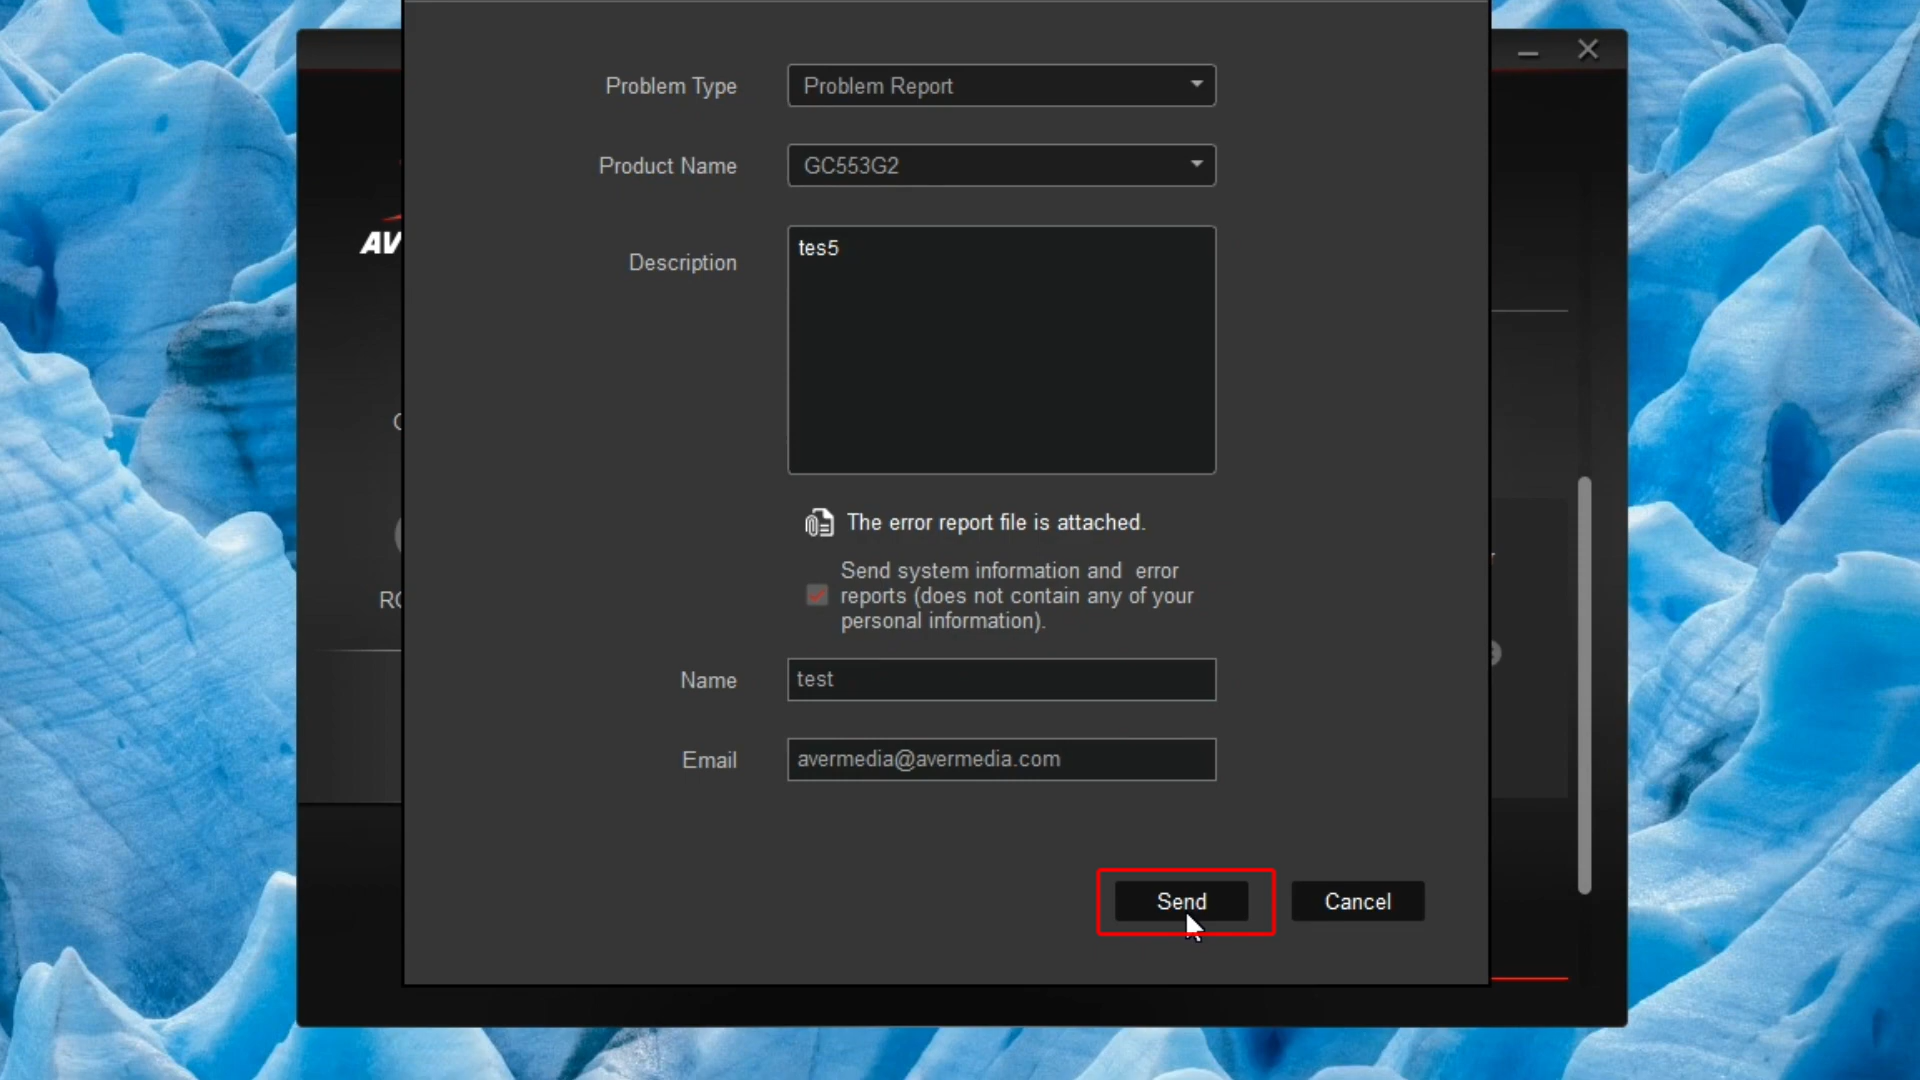 Problem Type
Problem Report
Product Name
GC553G2
Description
tes5
The error report file is attached.
Send system information and error
reports (does not contain any of your
personal information).
Name
test
Email
avermedia@avermedia.com
Send
Cancel
AV